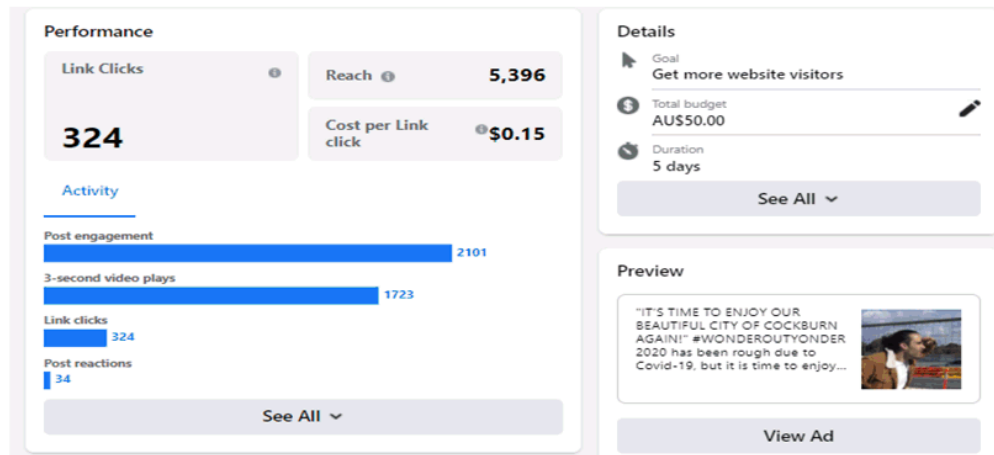 Performance
Link Clicks
324
Reach 5,396
Cost per Link
click
$0.15
Activity
Post engagement
2101
3-second video plays
1723
Link clicks
324
Post reactions
34
See All
Details
Goal
Get more website visitors
Total budget
AU$50.00
Duration
5 days
See All
Preview
"IT'S TIME TO ENJOY OUR
BEAUTIFUL CITY OF COCKBURN
AGAIN!" #WONDEROUTYONDER
2020 has been rough due to
Covid-19, but it is time to enjoy...
View Ad